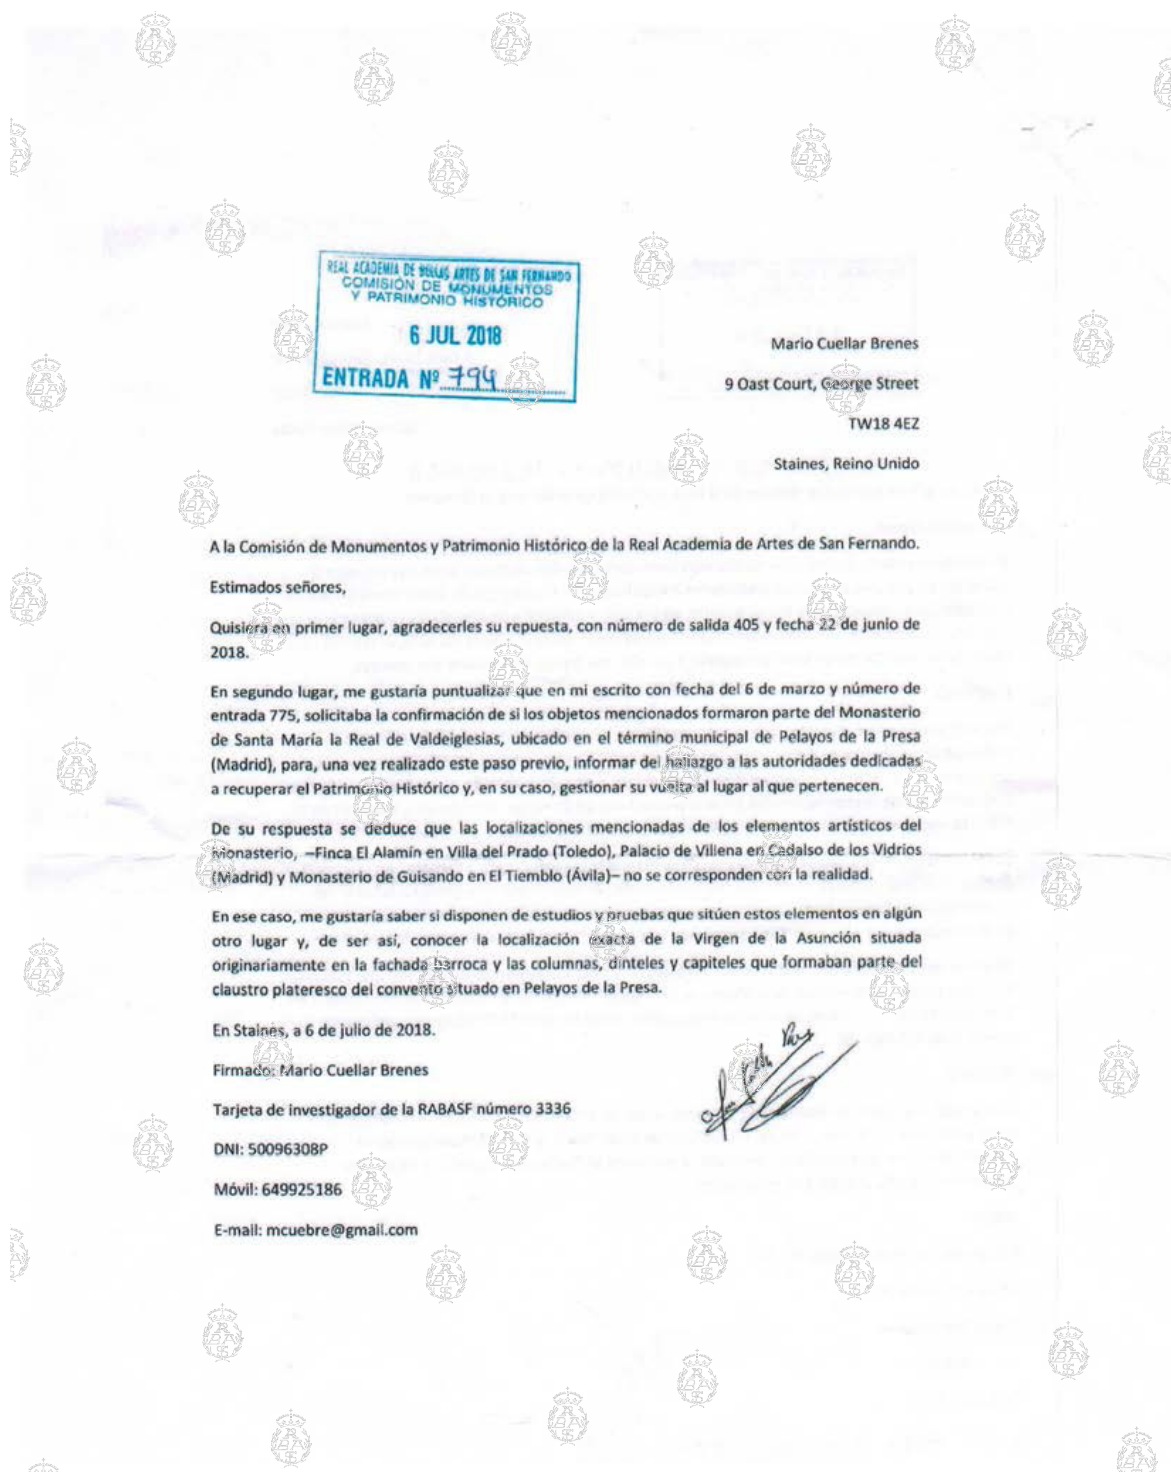 REAL ACADEMIA DE BELLAS ARTES DE SAN FERNANDO
COMISIÓN DE MONUMENTOS
Y PATRIMONIO HISTÓRICO
6 JUL 2018
ENTRADA Nº 794
Mario Cuellar Brenes
9 Oast Court, George Street
TW18 4EZ
Staines, Reino Unido
A la Comisión de Monumentos y Patrimonio Histórico de la Real Academia de Artes de San Fernando.
Estimados señores,
Quisiera en primer lugar, agradecerles su repuesta, con número de salida 405 y fecha 22 de junio de
2018.
En segundo lugar, me gustaría puntualizar que en mi escrito con fecha del 6 de marzo y número de
entrada 775, solicitaba la confirmación de si los objetos mencionados formaron parte del Monasterio
de Santa María la Real de Valdeiglesias, ubicado en el término municipal de Pelayos de la Presa
(Madrid), para, una vez realizado este paso previo, informar del hallazgo a las autoridades dedicadas
a recuperar el Patrimonio Histórico y, en su caso, gestionar su vuelta al lugar al que pertenecen.
De su respuesta se deduce que las localizaciones mencionadas de los elementos artísticos del
Monasterio, –Finca El Alamín en Villa del Prado (Toledo), Palacio de Villena en Cadalso de los Vidrios
(Madrid) y Monasterio de Guisando en El Tiemblo (Ávila)– no se corresponden con la realidad.
En ese caso, me gustaría saber si disponen de estudios y pruebas que sitúen estos elementos en algún
otro lugar y, de ser así, conocer la localización exacta de la Virgen de la Asunción situada
originariamente en la fachada barroca y las columnas, dinteles y capiteles que formaban parte del
claustro plateresco del convento situado en Pelayos de la Presa.
En Staines, a 6 de julio de 2018.
Firmado: Mario Cuellar Brenes
Tarjeta de investigador de la RABASF número 3336
DNI: 50096308P
Móvil: 649925186
E-mail: mcuebre@gmail.com